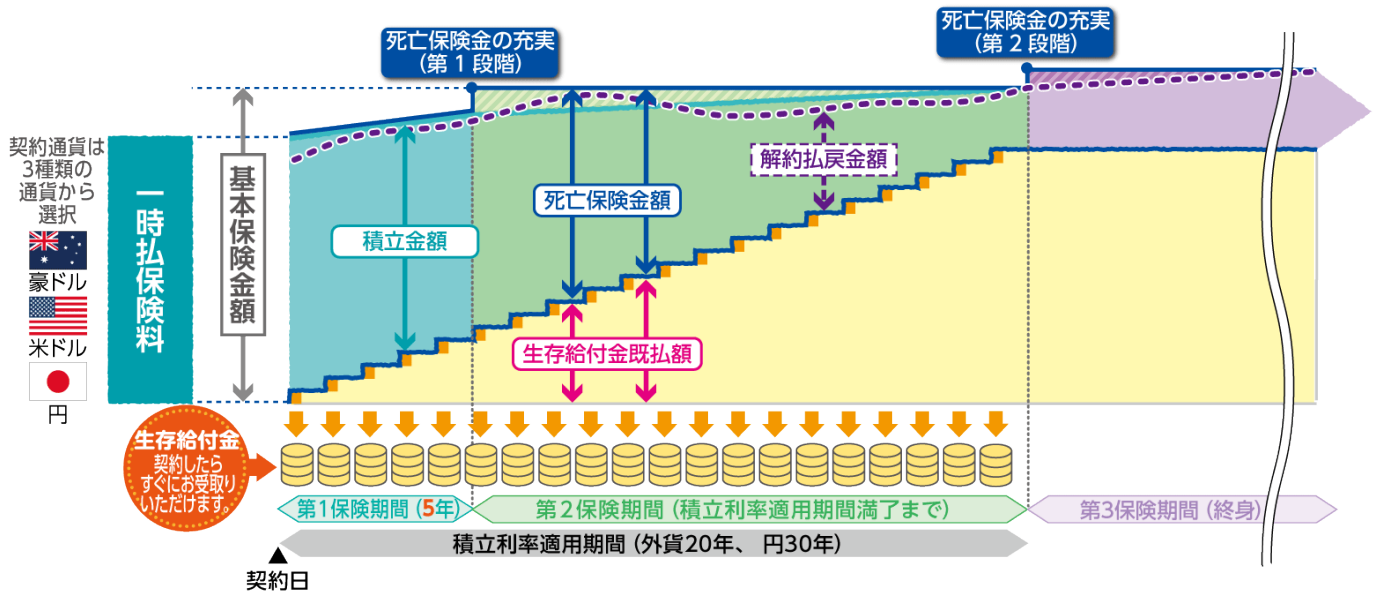 死亡保険金の充実
(第1段階)
死亡保険金の充実
(第2段階)
契約通貨は
3種類の
通貨から
選択
豪ドル
米ドル
円
一時払保険料
基本保険金額
積立金額
死亡保険金額
解約払戻金額
生存給付金既払額
生存給付金
契約したら
すぐにお受取り
いただけます。
第1保険期間(5年)
第2保険期間(積立利率適用期間満了まで)
第3保険期間(終身)
積立利率適用期間(外貨20年、円30年)
▲
契約日